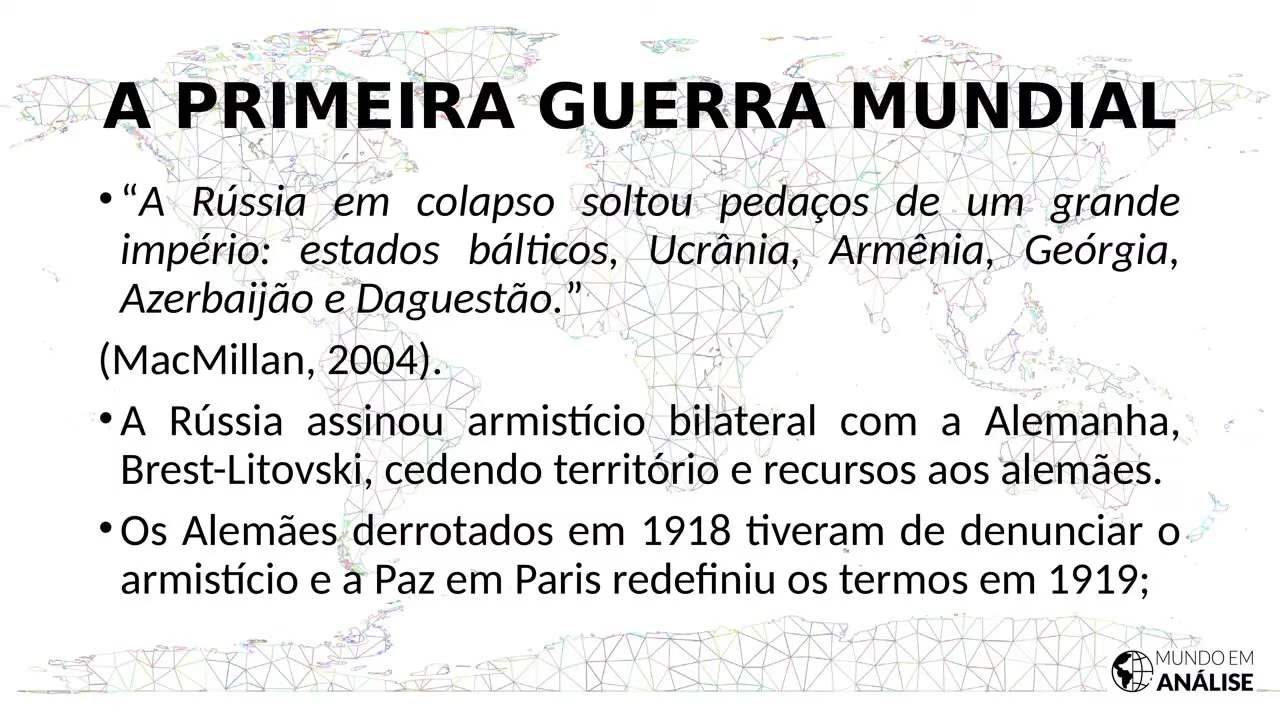 A PRIMEIRA GUERRA MUNDIAL
• “A Rússia em colapso soltou pedaços de um grande
império: estados bálticos, Ucrânia, Armênia, Geórgia,
Azerbaijão e Daguestão.”
(MacMillan, 2004).
• A Rússia assinou armistício bilateral com a Alemanha,
Brest-Litovski, cedendo território e recursos aos alemães.
• Os Alemães derrotados em 1918 tiveram de denunciar o
armistício e a Paz em Paris redefiniu os termos em 1919;
MUNDO EM
ANÁLISE